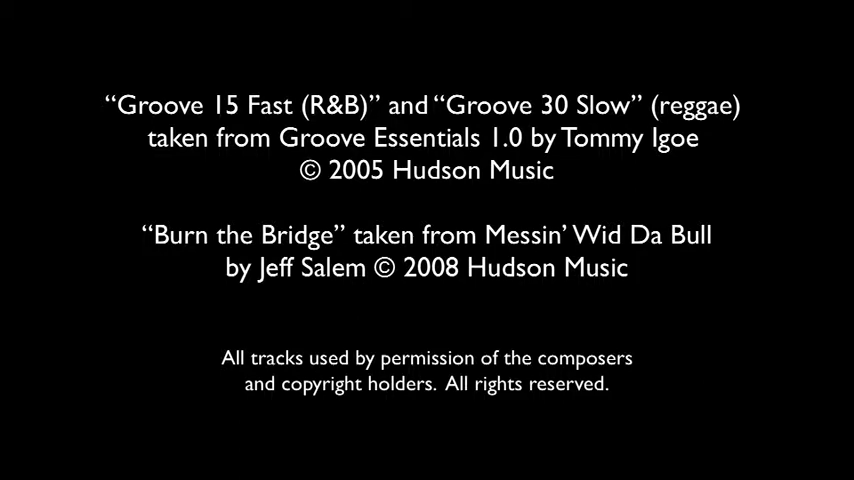 “Groove 15 Fast (R&B)” and “Groove 30 Slow” (reggae)
taken from Groove Essentials 1.0 by Tommy Igoe
© 2005 Hudson Music
“Burn the Bridge” taken from Messin’ Wid Da Bull
by Jeff Salem © 2008 Hudson Music
All tracks used by permission of the composers
and copyright holders. All rights reserved.